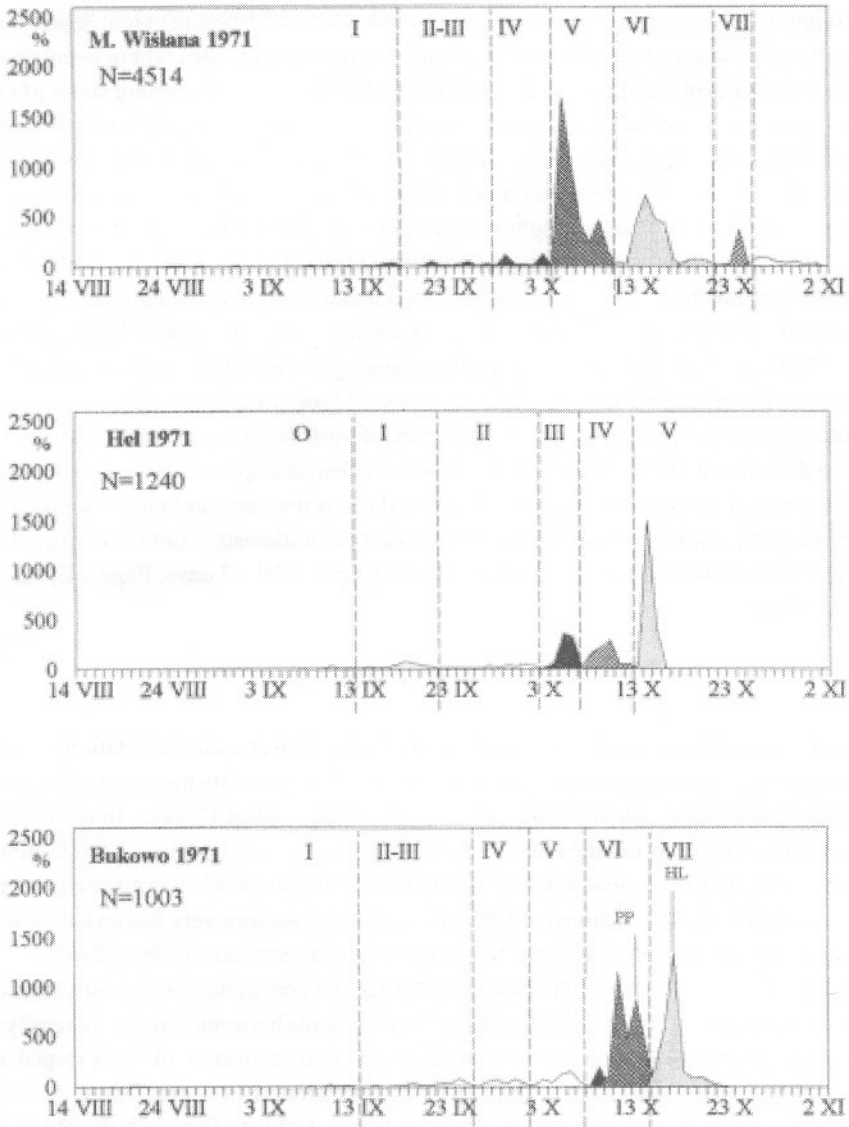 2500
%
2000
1500
1000
500
0
M. Wiślana 1971
N=4514
I II-III IV V VI VII
14 VIII 24 VIII 3 IX 13 IX 23 IX 3 X 13 X 23 X 2 XI
2500
%
2000
1500
1000
500
0
Hel 1971
N=1240
O I II III IV V
14 VIII 24 VIII 3 IX 13 IX 23 IX 3 X 13 X 23 X 2 XI
2500
%
2000
1500
1000
500
0
Bukowo 1971
N=1003
I II-III IV V VI VII
HL
PP
14 VIII 24 VIII 3 IX 13 IX 23 IX 3 X 13 X 23 X 2 XI